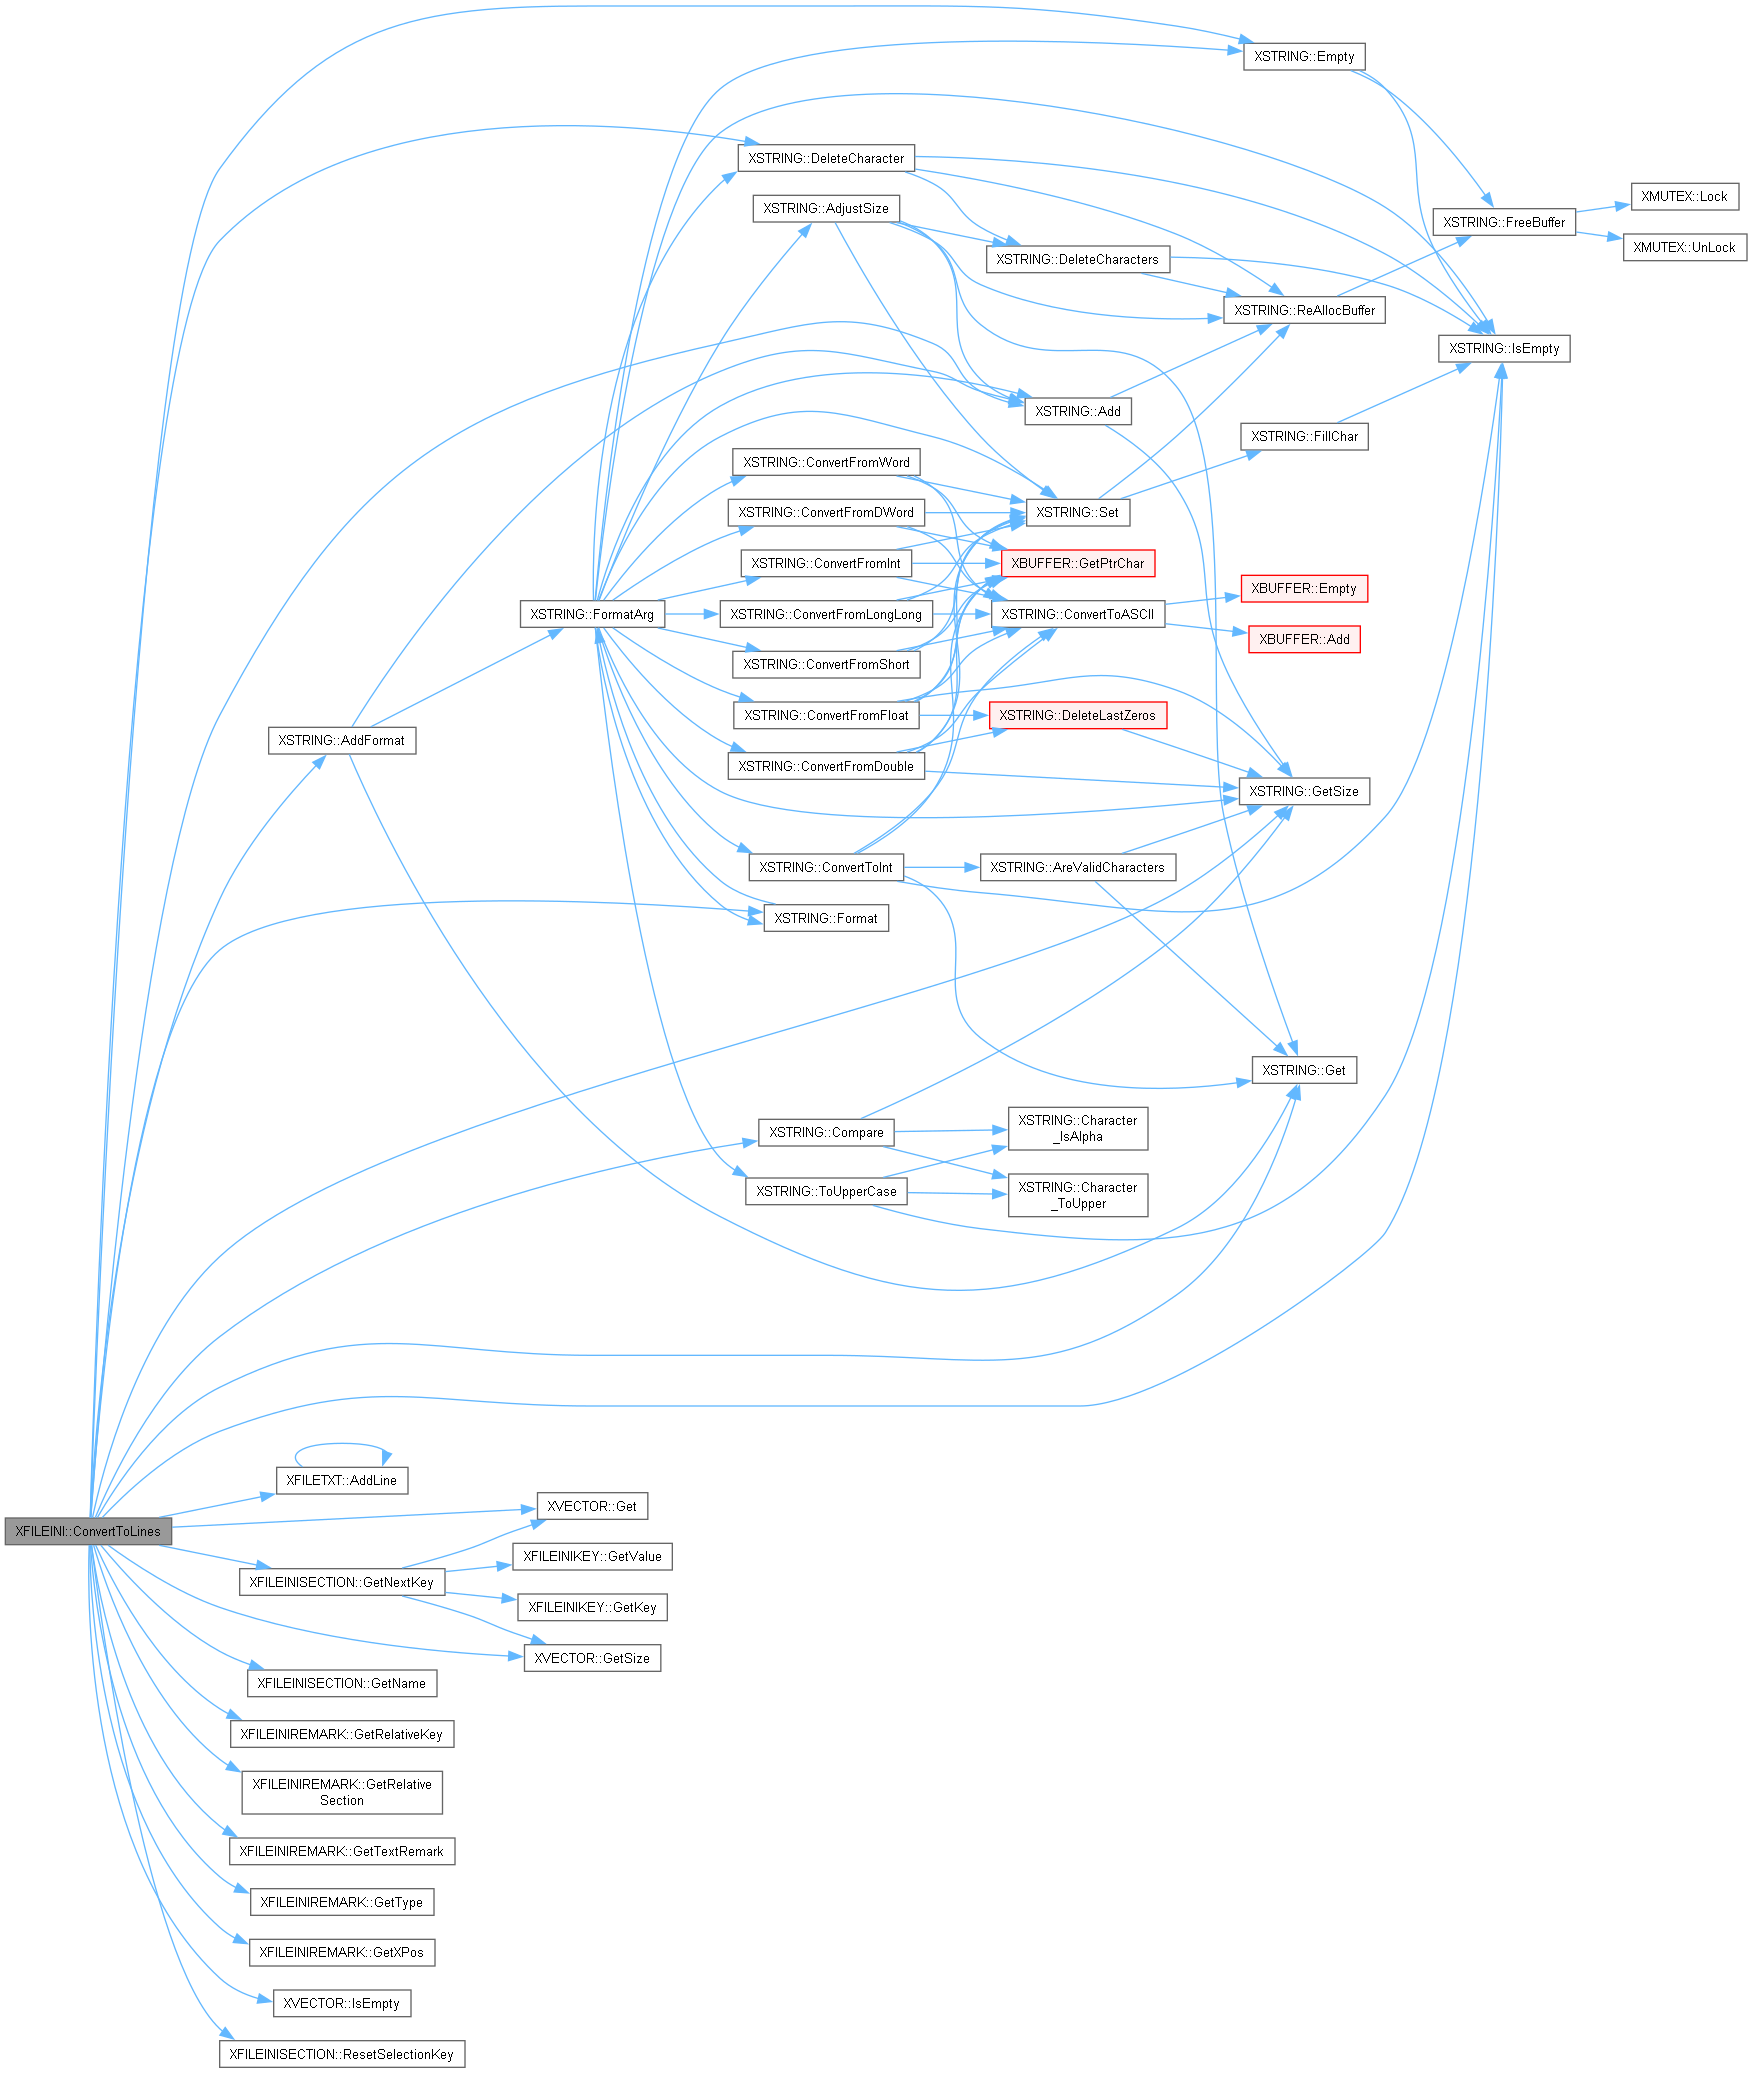 XSTRING::Empty
XSTRING::DeleteCharacter
XMUTEX::Lock
XSTRING::AdjustSize
XSTRING::FreeBuffer
XMUTEX::UnLock
XSTRING::DeleteCharacters
XSTRING::ReAllocBuffer
XSTRING::IsEmpty
XSTRING::Add
XSTRING::FillChar
XSTRING::ConvertFromWord
XSTRING::ConvertFromDWord
XSTRING::Set
XSTRING::ConvertFromInt
XBUFFER::GetPtrChar
XBUFFER::Empty
XSTRING::FormatArg
XSTRING::ConvertFromLongLong
XSTRING::ConvertToASCII
XBUFFER::Add
XSTRING::ConvertFromShort
XSTRING::ConvertFromFloat
XSTRING::DeleteLastZeros
XSTRING::AddFormat
XSTRING::ConvertFromDouble
XSTRING::GetSize
XSTRING::ConvertToInt
XSTRING::AreValidCharacters
XSTRING::Format
XSTRING::Get
XSTRING::Compare
XSTRING::Character
_IsAlpha
XSTRING::ToUpperCase
XSTRING::Character
_ToUpper
XFILETXT::AddLine
XVECTOR::Get
XFILEINI::ConvertToLines
XFILEINIKEY::GetValue
XFILEINISECTION::GetNextKey
XFILEINIKEY::GetKey
XVECTOR::GetSize
XFILEINISECTION::GetName
XFILEINIREMARK::GetRelativeKey
XFILEINIREMARK::GetRelative
Section
XFILEINIREMARK::GetTextRemark
XFILEINIREMARK::GetType
XFILEINIREMARK::GetXPos
XVECTOR::IsEmpty
XFILEINISECTION::ResetSelectionKey